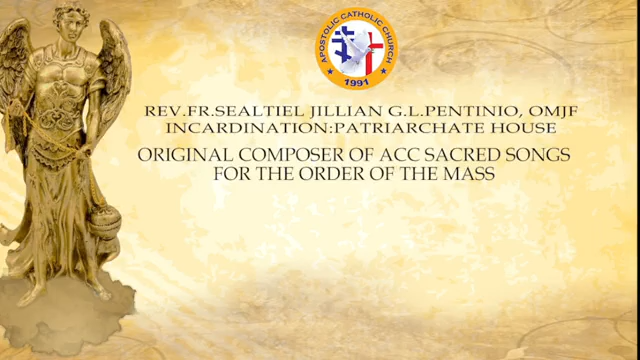 APOSTOLIC CATHOLIC CHURCH
1991
REV.FR.SEALTIEL JILLIAN G.L.PENTINIO, OMJF
INCARDINATION:PATRIARCHATE HOUSE
ORIGINAL COMPOSER OF ACC SACRED SONGS
FOR THE ORDER OF THE MASS